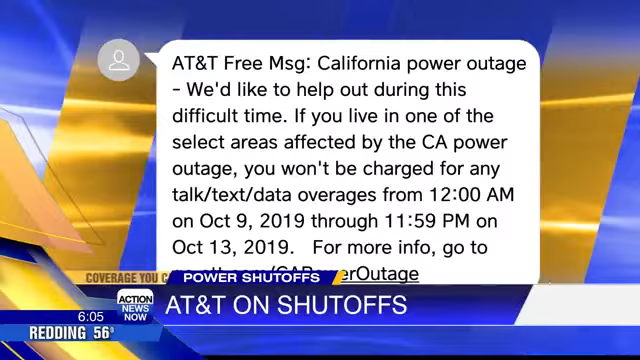 AT&T Free Msg: California power outage
- We'd like to help out during this
difficult time. If you live in one of the
select areas affected by the CA power
outage, you won't be charged for any
talk/text/data overages from 12:00 AM
on Oct 9, 2019 through 11:59 PM on
Oct 13, 2019. For more info, go to
COVERAGE YOU
POWER SHUTOFFS
AT&T ON SHUTOFFS
ACTION
NEWS
NOW
6:05
REDDING 56°